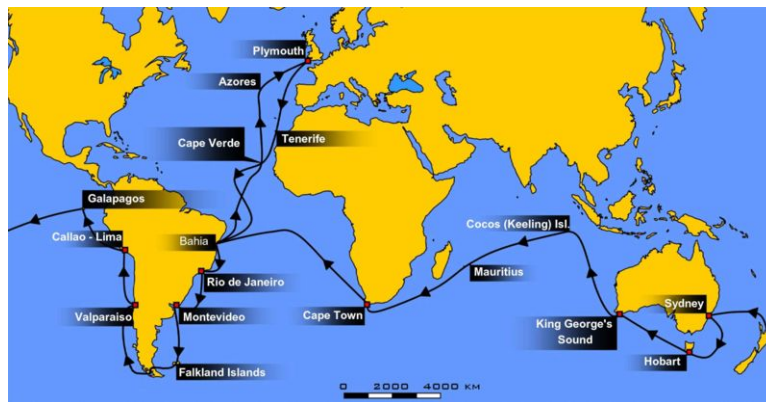 Plymouth
Azores
Tenerife
Cape Verde
Galapagos
Cocos (Keeling) Isl.
Callao - Lima
Bahia
Mauritius
Rio de Janeiro
Sydney
Valparaiso
Montevideo
Cape Town
King George's
Sound
Hobart
Falkland Islands
0 2000 4000 KM